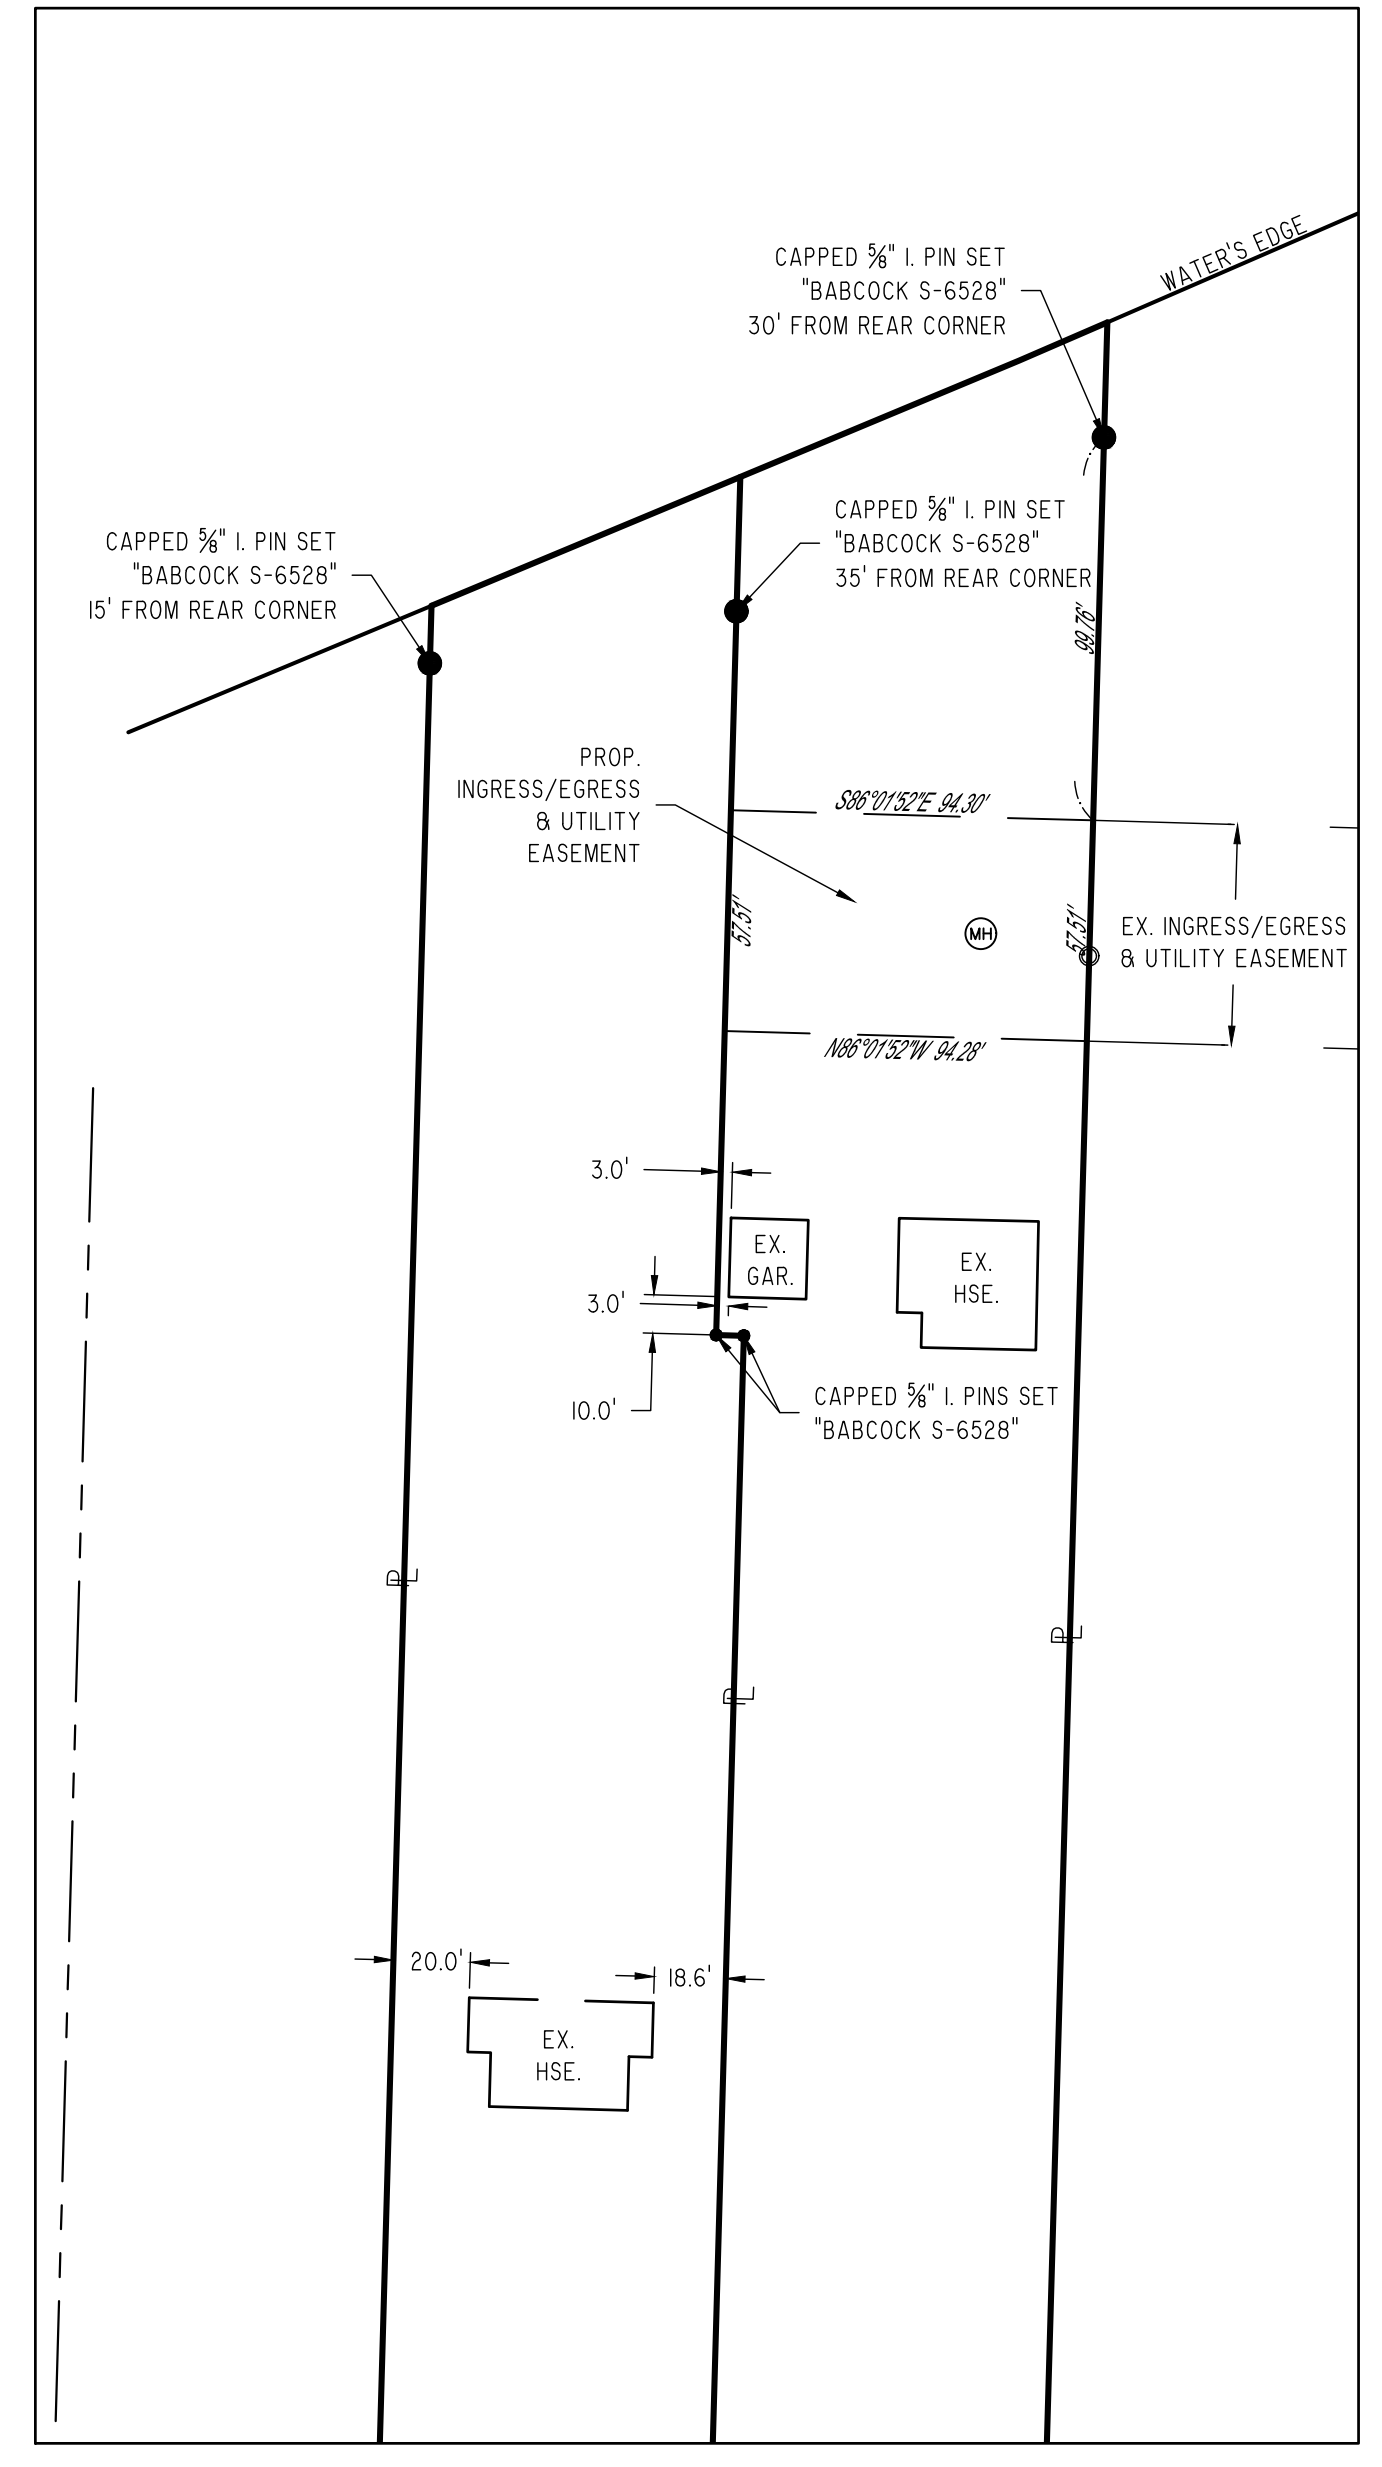 WATER'S EDGE
CAPPED ⅝" I. PIN SET
"BABCOCK S-6528"
30' FROM REAR CORNER
CAPPED ⅝" I. PIN SET
"BABCOCK S-6528"
35' FROM REAR CORNER
CAPPED ⅝" I. PIN SET
"BABCOCK S-6528"
15' FROM REAR CORNER
99.76'
PROP.
INGRESS/EGRESS
& UTILITY
EASEMENT
S86°01'52"E 94.30'
57.51'
MH
57.51'
EX. INGRESS/EGRESS
& UTILITY EASEMENT
N86°01'52"W 94.28'
3.0'
EX.
GAR.
EX.
HSE.
3.0'
10.0'
CAPPED ⅝" I. PINS SET
"BABCOCK S-6528"
PL
PL
PL
20.0'
18.6'
EX.
HSE.